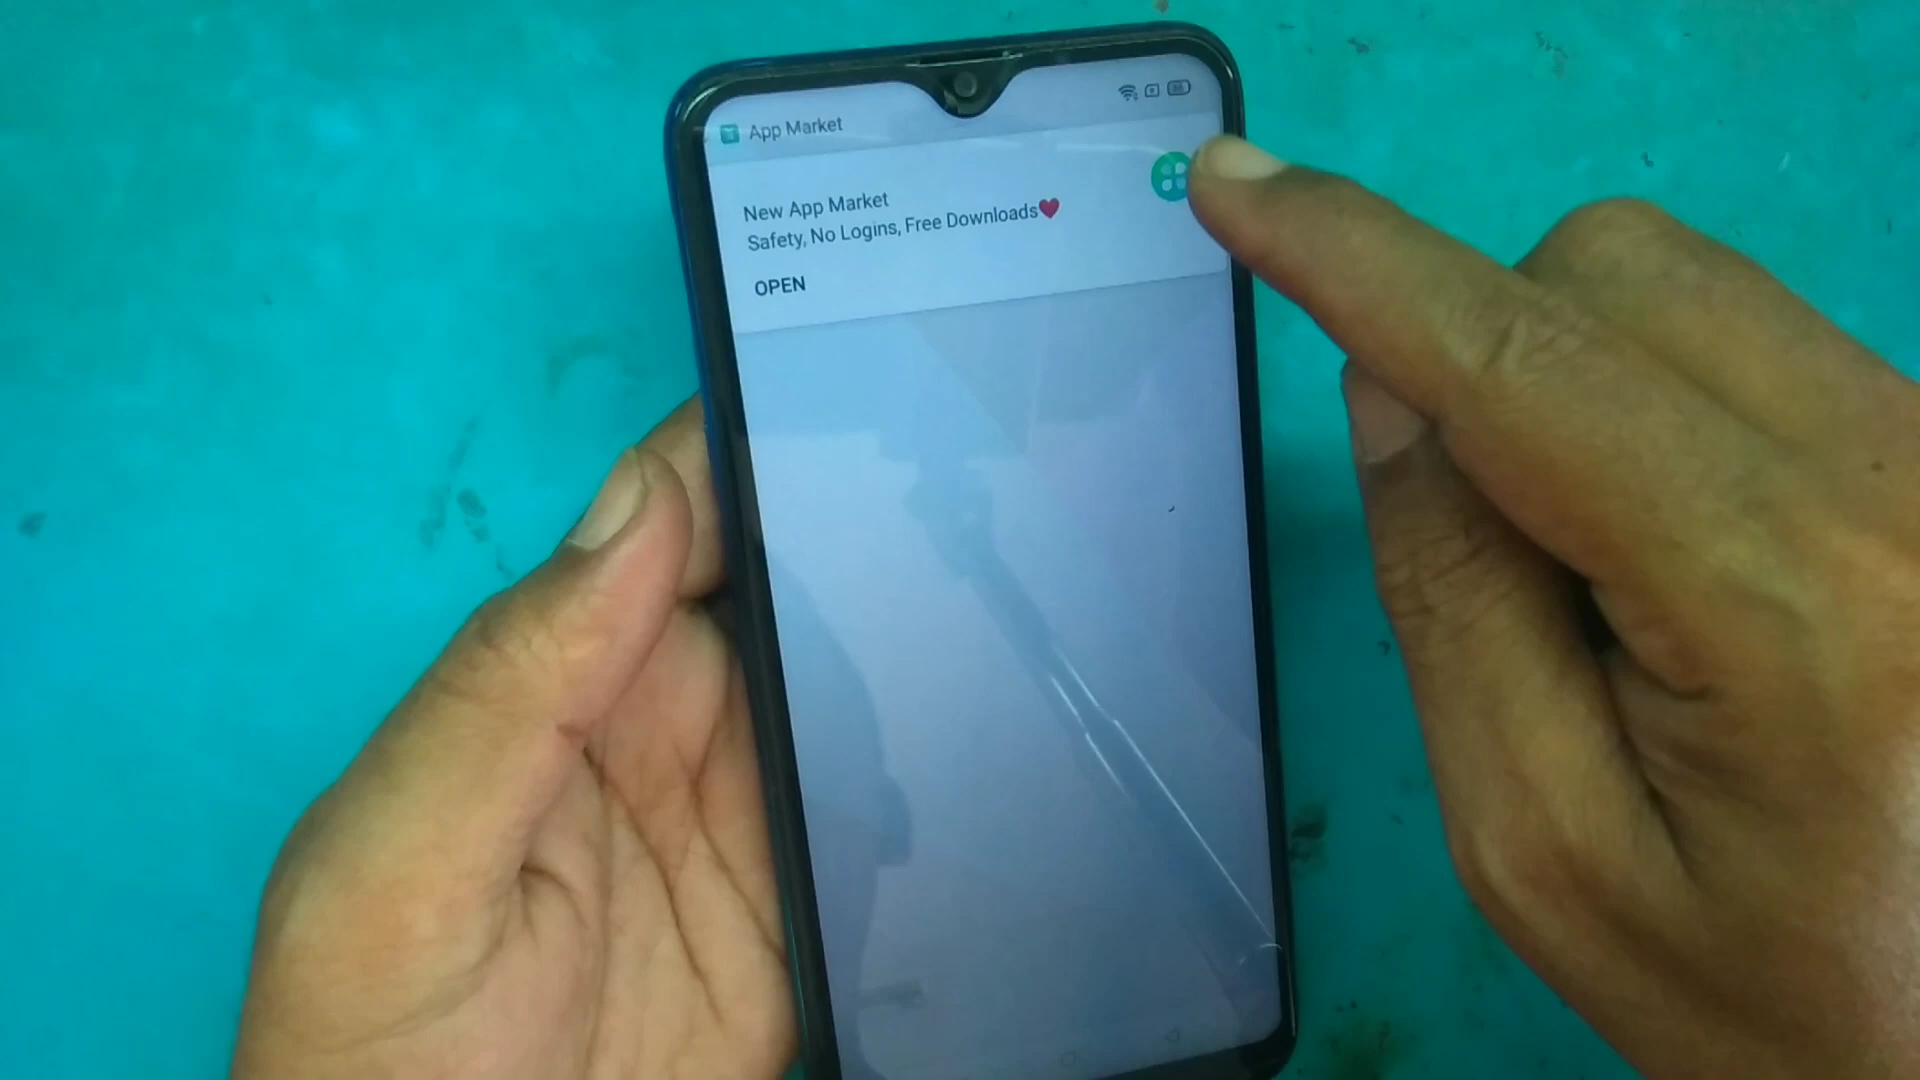 App Market
New App Market
Safety, No Logins, Free Downloads❤️
OPEN